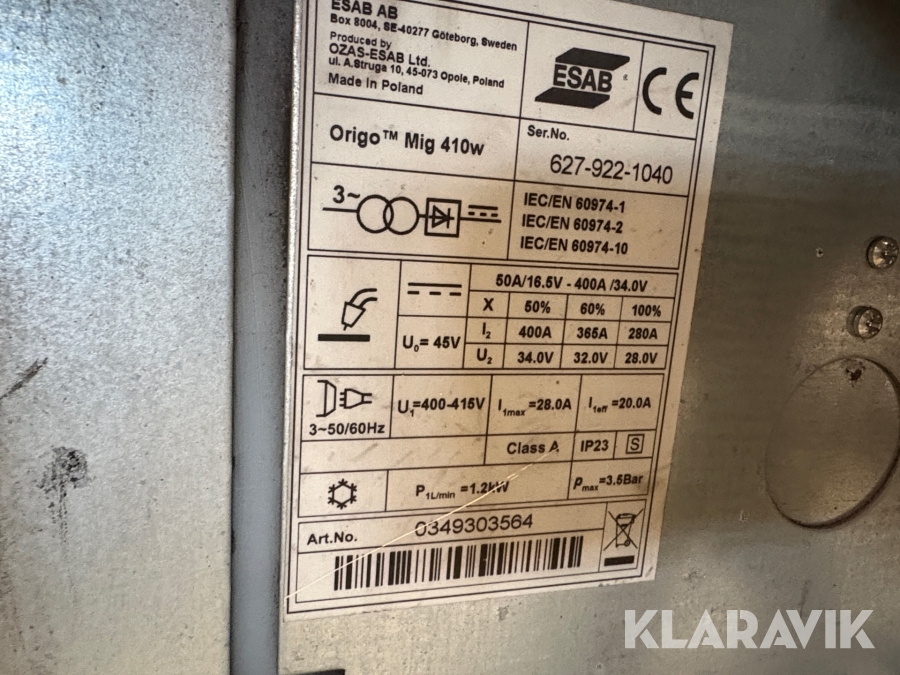 ESAB AB
Box 8004, SE-40277 Göteborg, Sweden
Produced by
OZAS-ESAB Ltd.
ul. A.Struga 10, 45-073 Opole, Poland
Made in Poland
ESAB
CE
Origo™ Mig 410w
Ser.No.
627-922-1040
3~
IEC/EN 60974-1
IEC/EN 60974-2
IEC/EN 60974-10
50A/16.5V - 400A /34.0V
X 50% 60% 100%
U₀= 45V
I₂ 400A 365A 280A
U₂ 34.0V 32.0V 28.0V
3~50/60Hz
U₁=400-415V
I₁max =28.0A
I₁eff =20.0A
Class A
IP23
S
P₁L/min =1.2kW
Pmax=3.5Bar
Art.No.
0349303564
KLARAVIK